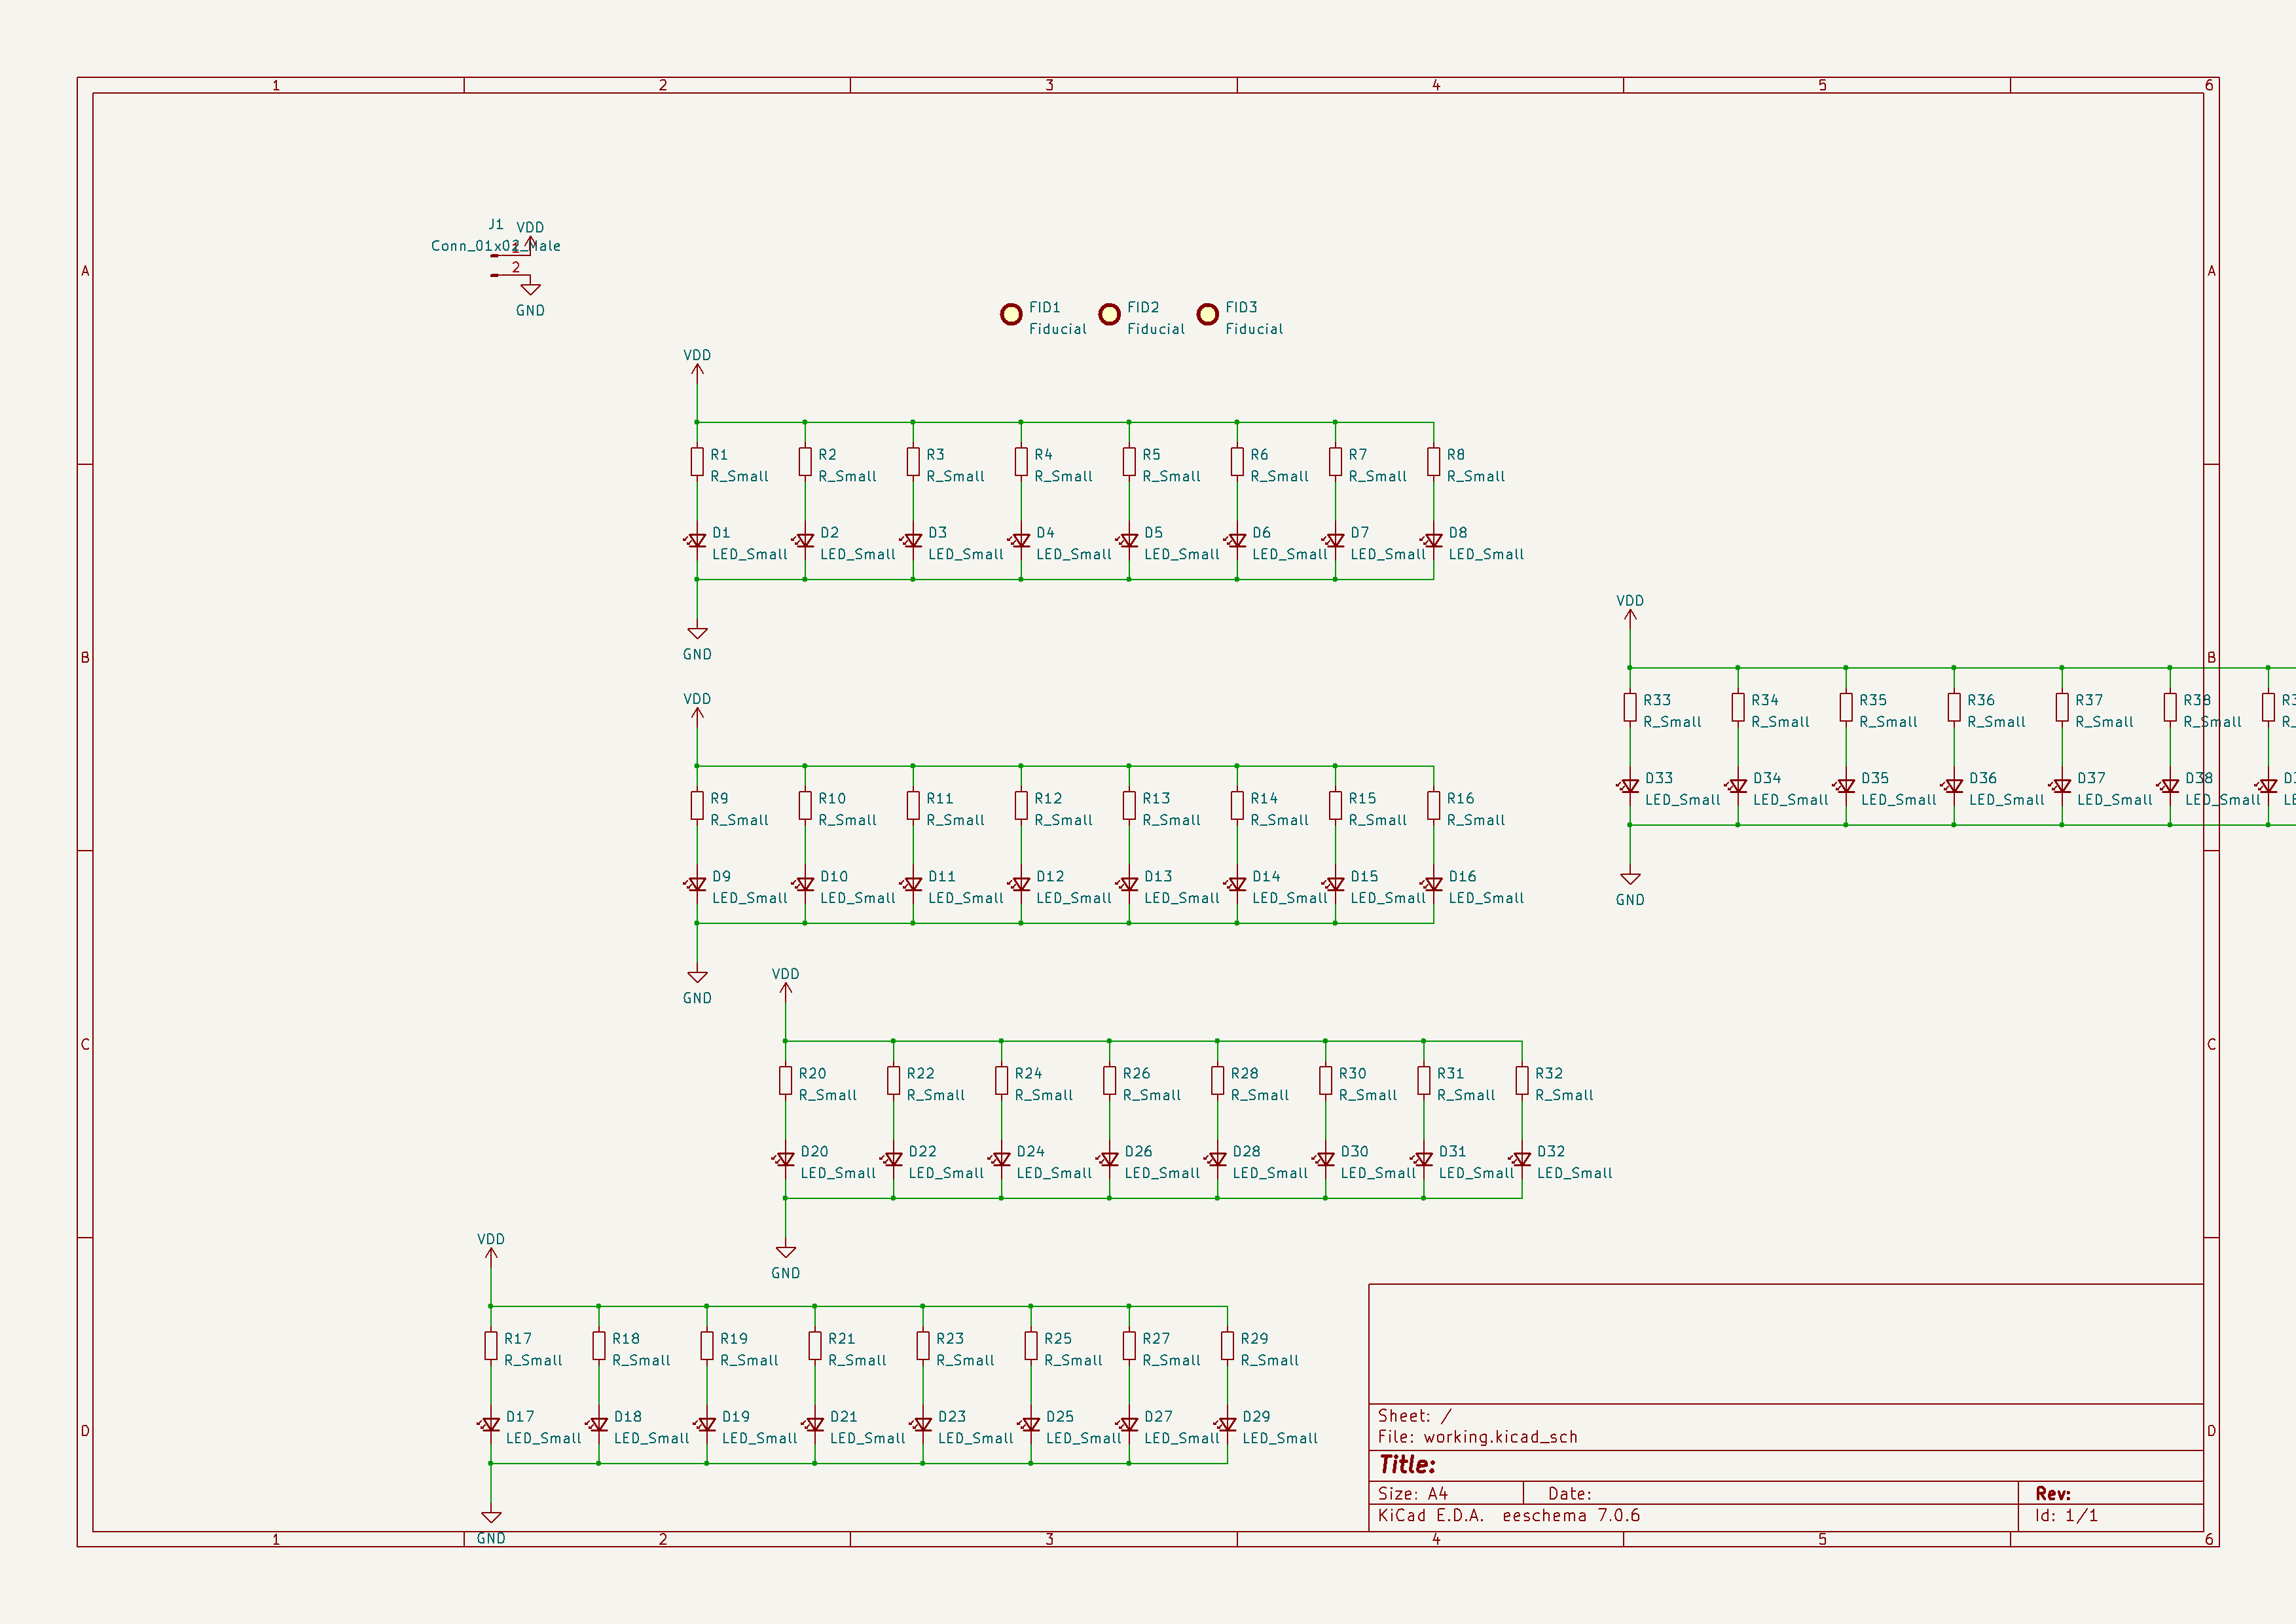 1 2 3 4 5 6
J1 VDD
Conn_01x02_Male
1
2
GND
A A
FID1 FID2 FID3
Fiducial Fiducial Fiducial
VDD
R1 R2 R3 R4 R5 R6 R7 R8
R_Small R_Small R_Small R_Small R_Small R_Small R_Small R_Small
D1 D2 D3 D4 D5 D6 D7 D8
LED_Small LED_Small LED_Small LED_Small LED_Small LED_Small LED_Small LED_Small
GND
B B
VDD
R33 R34 R35 R36 R37 R38
R_Small R_Small R_Small R_Small R_Small R_Small
D33 D34 D35 D36 D37 D38
LED_Small LED_Small LED_Small LED_Small LED_Small LED_Small
GND
VDD
R9 R10 R11 R12 R13 R14 R15 R16
R_Small R_Small R_Small R_Small R_Small R_Small R_Small R_Small
D9 D10 D11 D12 D13 D14 D15 D16
LED_Small LED_Small LED_Small LED_Small LED_Small LED_Small LED_Small LED_Small
GND
C C
VDD
R20 R22 R24 R26 R28 R30 R31 R32
R_Small R_Small R_Small R_Small R_Small R_Small R_Small R_Small
D20 D22 D24 D26 D28 D30 D31 D32
LED_Small LED_Small LED_Small LED_Small LED_Small LED_Small LED_Small LED_Small
GND
VDD
R17 R18 R19 R21 R23 R25 R27 R29
R_Small R_Small R_Small R_Small R_Small R_Small R_Small R_Small
D17 D18 D19 D21 D23 D25 D27 D29
LED_Small LED_Small LED_Small LED_Small LED_Small LED_Small LED_Small LED_Small
GND
D D
Sheet: /
File: working.kicad_sch
Title:
Size: A4 Date: Rev:
KiCad E.D.A. eeschema 7.0.6 Id: 1/1
1 2 3 4 5 6